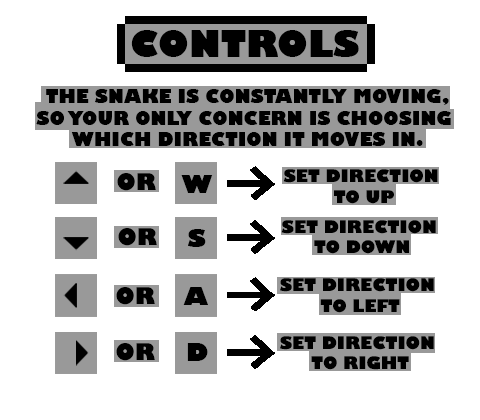 CONTROLS
THE SNAKE IS CONSTANTLY MOVING,
SO YOUR ONLY CONCERN IS CHOOSING
WHICH DIRECTION IT MOVES IN.
OR W SET DIRECTION
TO UP
OR S SET DIRECTION
TO DOWN
OR A SET DIRECTION
TO LEFT
OR D SET DIRECTION
TO RIGHT